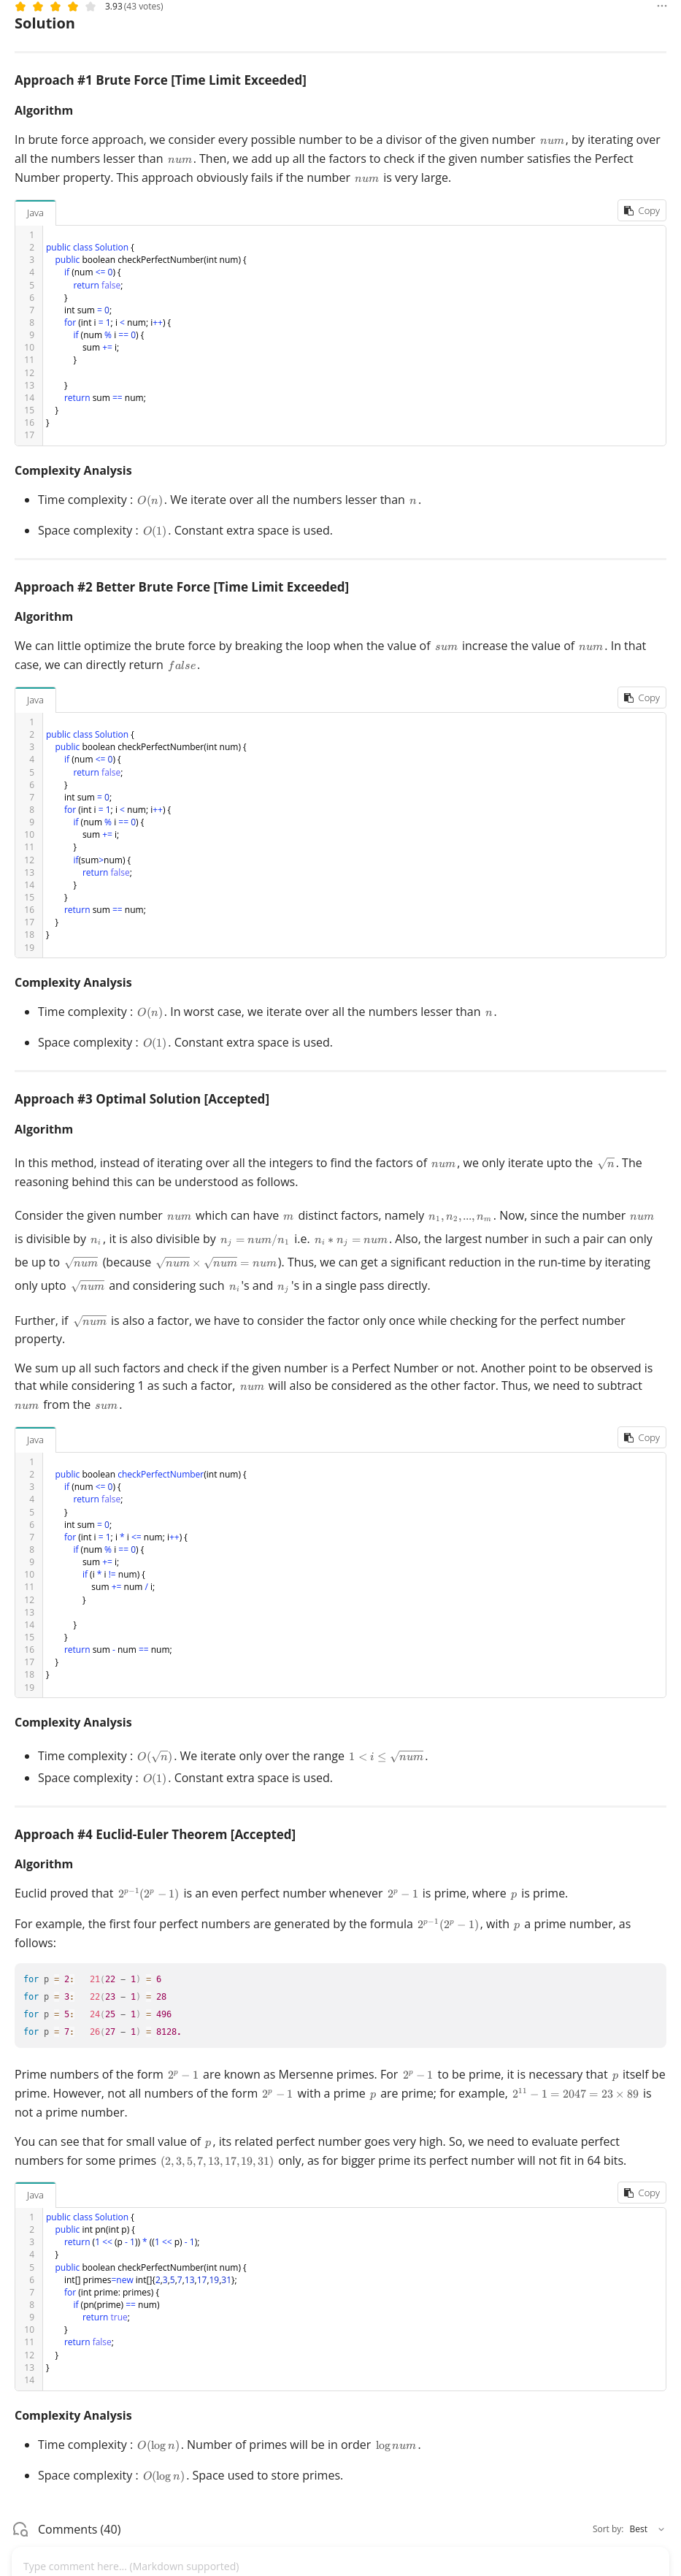 3.93 (43 votes)
Solution
Approach #1 Brute Force [Time Limit Exceeded]
Algorithm
In brute force approach, we consider every possible number to be a divisor of the given number num, by iterating over
all the numbers lesser than num. Then, we add up all the factors to check if the given number satisfies the Perfect
Number property. This approach obviously fails if the number num is very large.
Java
Copy
1
2 public class Solution {
3 public boolean checkPerfectNumber(int num) {
4 if (num <= 0) {
5 return false;
6 }
7 int sum = 0;
8 for (int i = 1; i < num; i++) {
9 if (num % i == 0) {
10 sum += i;
11 }
12
13 }
14 return sum == num;
15 }
16 }
17
Complexity Analysis
• Time complexity : O(n). We iterate over all the numbers lesser than n.
• Space complexity : O(1). Constant extra space is used.
Approach #2 Better Brute Force [Time Limit Exceeded]
Algorithm
We can little optimize the brute force by breaking the loop when the value of sum increase the value of num. In that
case, we can directly return false.
Java
Copy
1
2 public class Solution {
3 public boolean checkPerfectNumber(int num) {
4 if (num <= 0) {
5 return false;
6 }
7 int sum = 0;
8 for (int i = 1; i < num; i++) {
9 if (num % i == 0) {
10 sum += i;
11 }
12 if(sum>num) {
13 return false;
14 }
15 }
16 return sum == num;
17 }
18 }
19
Complexity Analysis
• Time complexity : O(n). In worst case, we iterate over all the numbers lesser than n.
• Space complexity : O(1). Constant extra space is used.
Approach #3 Optimal Solution [Accepted]
Algorithm
In this method, instead of iterating over all the integers to find the factors of num, we only iterate upto the √n. The
reasoning behind this can be understood as follows.
Consider the given number num which can have m distinct factors, namely n₁, n₂, ..., nₘ. Now, since the number num
is divisible by nᵢ, it is also divisible by nⱼ = num/n₁ i.e. nᵢ * nⱼ = num. Also, the largest number in such a pair can only
be up to √num (because √num × √num = num). Thus, we can get a significant reduction in the run-time by iterating
only upto √num and considering such nᵢ's and nⱼ's in a single pass directly.
Further, if √num is also a factor, we have to consider the factor only once while checking for the perfect number
property.
We sum up all such factors and check if the given number is a Perfect Number or not. Another point to be observed is
that while considering 1 as such a factor, num will also be considered as the other factor. Thus, we need to subtract
num from the sum.
Java
Copy
1
2 public boolean checkPerfectNumber(int num) {
3 if (num <= 0) {
4 return false;
5 }
6 int sum = 0;
7 for (int i = 1; i * i <= num; i++) {
8 if (num % i == 0) {
9 sum += i;
10 if (i * i != num) {
11 sum += num / i;
12 }
13
14 }
15 }
16 return sum - num == num;
17 }
18 }
19
Complexity Analysis
• Time complexity : O(√n). We iterate only over the range 1 < i ≤ √num.
• Space complexity : O(1). Constant extra space is used.
Approach #4 Euclid-Euler Theorem [Accepted]
Algorithm
Euclid proved that 2ᵖ⁻¹(2ᵖ − 1) is an even perfect number whenever 2ᵖ − 1 is prime, where p is prime.
For example, the first four perfect numbers are generated by the formula 2ᵖ⁻¹(2ᵖ − 1), with p a prime number, as
follows:
for p = 2: 21(22 − 1) = 6
for p = 3: 22(23 − 1) = 28
for p = 5: 24(25 − 1) = 496
for p = 7: 26(27 − 1) = 8128.
Prime numbers of the form 2ᵖ − 1 are known as Mersenne primes. For 2ᵖ − 1 to be prime, it is necessary that p itself be
prime. However, not all numbers of the form 2ᵖ − 1 with a prime p are prime; for example, 2¹¹ − 1 = 2047 = 23 × 89 is
not a prime number.
You can see that for small value of p, its related perfect number goes very high. So, we need to evaluate perfect
numbers for some primes (2, 3, 5, 7, 13, 17, 19, 31) only, as for bigger prime its perfect number will not fit in 64 bits.
Java
Copy
1 public class Solution {
2 public int pn(int p) {
3 return (1 << (p - 1)) * ((1 << p) - 1);
4 }
5 public boolean checkPerfectNumber(int num) {
6 int[] primes=new int[]{2,3,5,7,13,17,19,31};
7 for (int prime: primes) {
8 if (pn(prime) == num)
9 return true;
10 }
11 return false;
12 }
13 }
14
Complexity Analysis
• Time complexity : O(log n). Number of primes will be in order log num.
• Space complexity : O(log n). Space used to store primes.
Comments (40)
Sort by: Best
Type comment here... (Markdown supported)